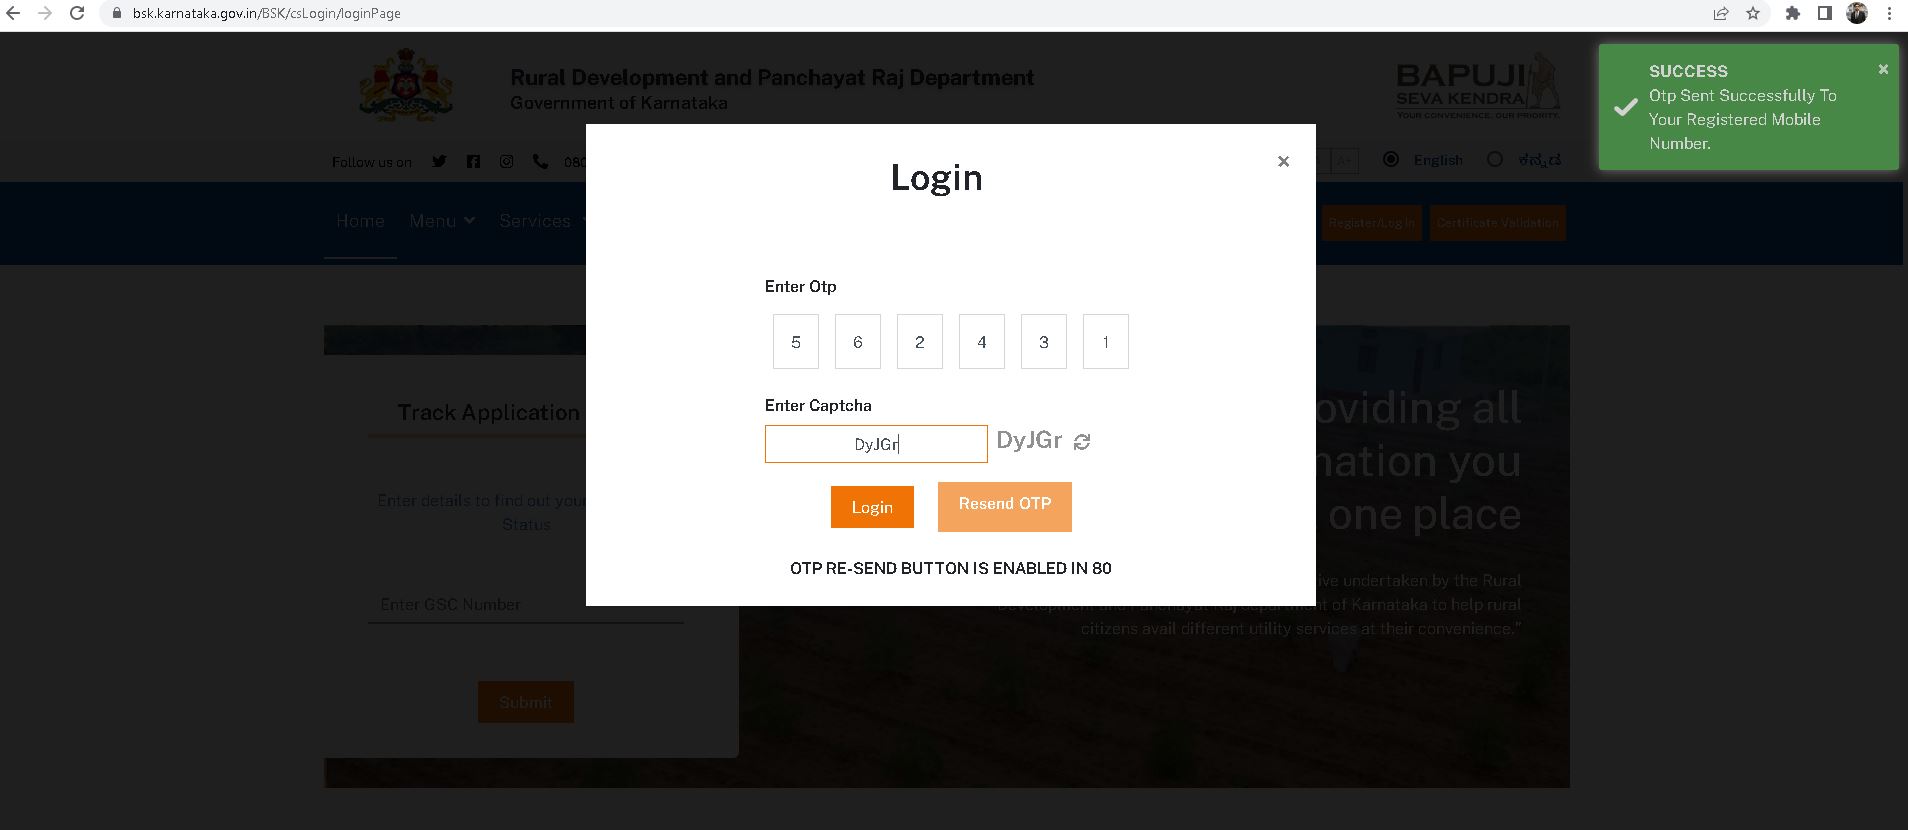 bsk.karnataka.gov.in/BSK/csLogin/loginPage
Rural Development and Panchayat Raj Department
Government of Karnataka
BAPUJI
SEVA KENDRA
YOUR CONVENIENCE, OUR PRIORITY.
SUCCESS
Otp Sent Successfully To
Your Registered Mobile
Number.
Follow us on
080
A+
English
ಕನ್ನಡ
Home
Menu
Services
Register/Log In
Certificate Validation
Login
Enter Otp
5 6 2 4 3 1
Enter Captcha
DyJGr
DyJGr
Login
Resend OTP
OTP RE-SEND BUTTON IS ENABLED IN 80
Track Application
Enter details to find out your
Status
Enter GSC Number
Submit
oviding all
mation you
one place
ive undertaken by the Rural
Development and Panchayat Raj department of Karnataka to help rural
citizens avail different utility services at their convenience."